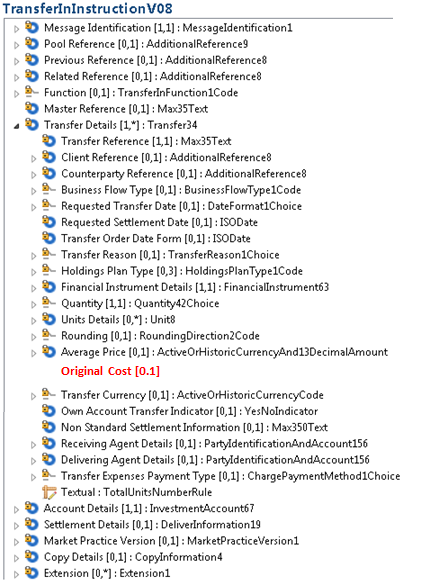 TransferInInstructionV08
Message Identification [1,1] : MessageIdentification1
Pool Reference [0,1] : AdditionalReference9
Previous Reference [0,1] : AdditionalReference8
Related Reference [0,1] : AdditionalReference8
Function [0,1] : TransferInFunction1Code
Master Reference [0,1] : Max35Text
Transfer Details [1,*] : Transfer34
Transfer Reference [1,1] : Max35Text
Client Reference [0,1] : AdditionalReference8
Counterparty Reference [0,1] : AdditionalReference8
Business Flow Type [0,1] : BusinessFlowType1Code
Requested Transfer Date [0,1] : DateFormat1Choice
Requested Settlement Date [0,1] : ISODate
Transfer Order Date Form [0,1] : ISODate
Transfer Reason [0,1] : TransferReason1Choice
Holdings Plan Type [0,3] : HoldingsPlanType1Code
Financial Instrument Details [1,1] : FinancialInstrument63
Quantity [1,1] : Quantity42Choice
Units Details [0,*] : Unit8
Rounding [0,1] : RoundingDirection2Code
Average Price [0,1] : ActiveOrHistoricCurrencyAnd13DecimalAmount
Original Cost [0.1]
Transfer Currency [0,1] : ActiveOrHistoricCurrencyCode
Own Account Transfer Indicator [0,1] : YesNoIndicator
Non Standard Settlement Information [0,1] : Max350Text
Receiving Agent Details [0,1] : PartyIdentificationAndAccount156
Delivering Agent Details [0,1] : PartyIdentificationAndAccount156
Transfer Expenses Payment Type [0,1] : ChargePaymentMethod1Choice
Textual : TotalUnitsNumberRule
Account Details [1,1] : InvestmentAccount67
Settlement Details [0,1] : DeliverInformation19
Market Practice Version [0,1] : MarketPracticeVersion1
Copy Details [0,1] : CopyInformation4
Extension [0,*] : Extension1